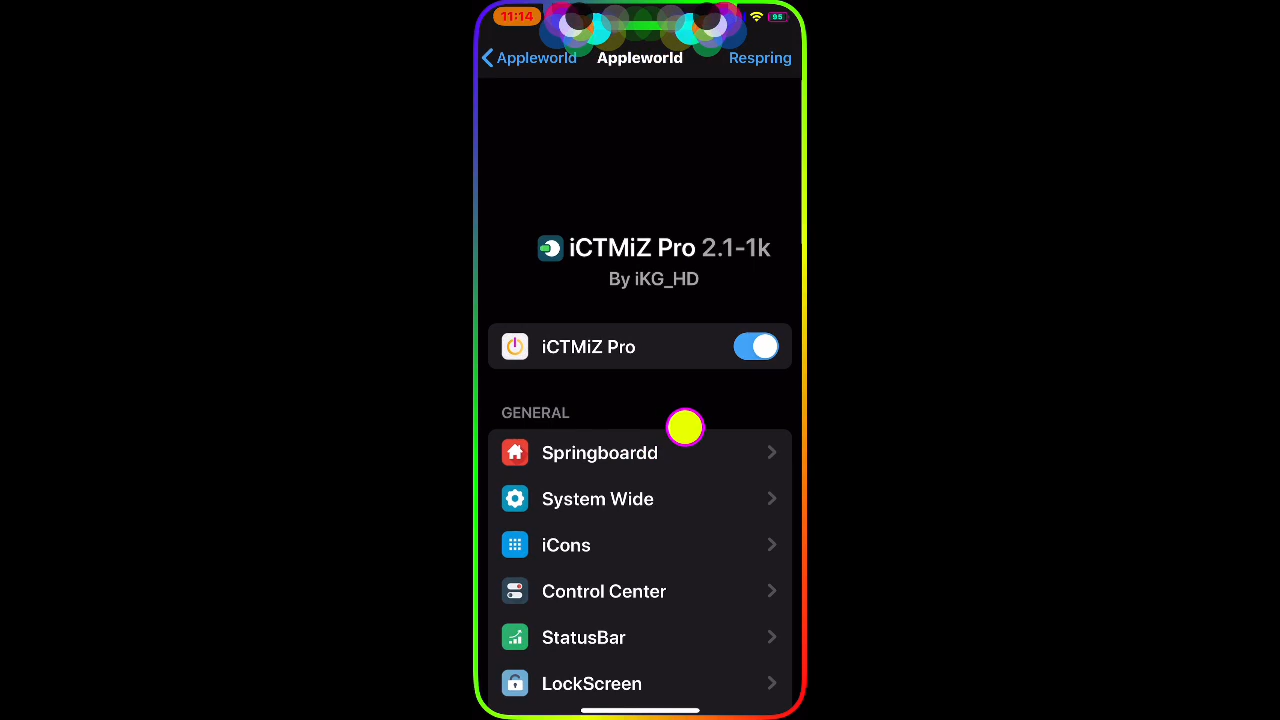 11:14
95
Appleworld
Appleworld
Respring
iCTMiZ Pro 2.1-1k
By iKG_HD
iCTMiZ Pro
GENERAL
Springboardd
System Wide
iCons
Control Center
StatusBar
LockScreen